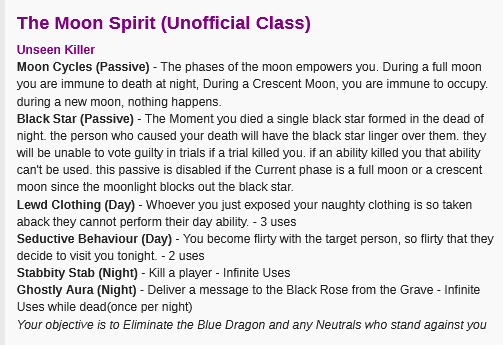 The Moon Spirit (Unofficial Class)
Unseen Killer
Moon Cycles (Passive) - The phases of the moon empowers you. During a full moon
you are immune to death at night, During a Crescent Moon, you are immune to occupy.
during a new moon, nothing happens.
Black Star (Passive) - The Moment you died a single black star formed in the dead of
night. the person who caused your death will have the black star linger over them. they
will be unable to vote guilty in trials if a trial killed you. if an ability killed you that ability
can't be used. this passive is disabled if the Current phase is a full moon or a crescent
moon since the moonlight blocks out the black star.
Lewd Clothing (Day) - Whoever you just exposed your naughty clothing is so taken
aback they cannot perform their day ability. - 3 uses
Seductive Behaviour (Day) - You become flirty with the target person, so flirty that they
decide to visit you tonight. - 2 uses
Stabbity Stab (Night) - Kill a player - Infinite Uses
Ghostly Aura (Night) - Deliver a message to the Black Rose from the Grave - Infinite
Uses while dead(once per night)
Your objective is to Eliminate the Blue Dragon and any Neutrals who stand against you